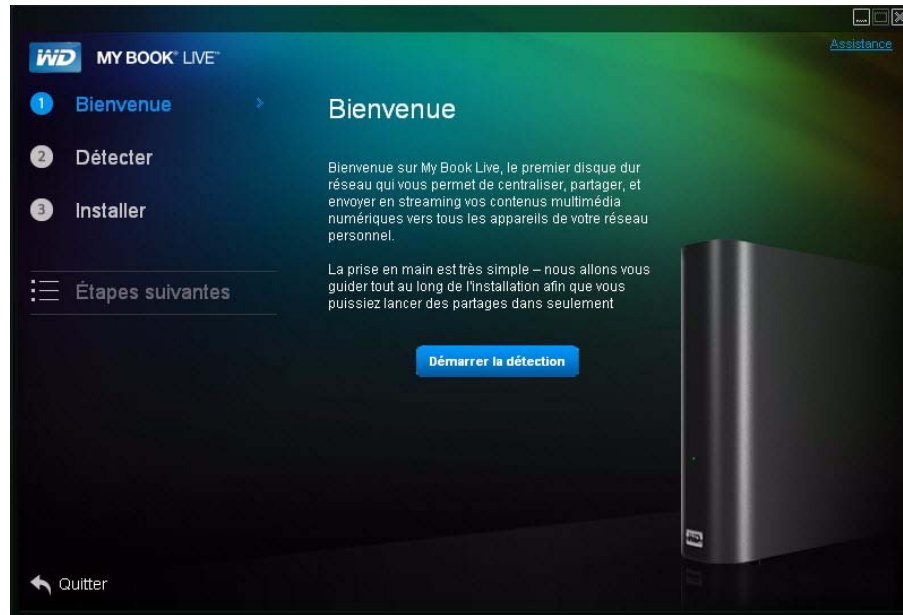 WD MY BOOK® LIVE™
Assistance
1 Bienvenue >
2 Détecter
3 Installer
Étapes suivantes
Bienvenue
Bienvenue sur My Book Live, le premier disque dur
réseau qui vous permet de centraliser, partager, et
envoyer en streaming vos contenus multimédia
numériques vers tous les appareils de votre réseau
personnel.
La prise en main est très simple – nous allons vous
guider tout au long de l'installation afin que vous
puissiez lancer des partages dans seulement
Démarrer la détection
WD
Quitter